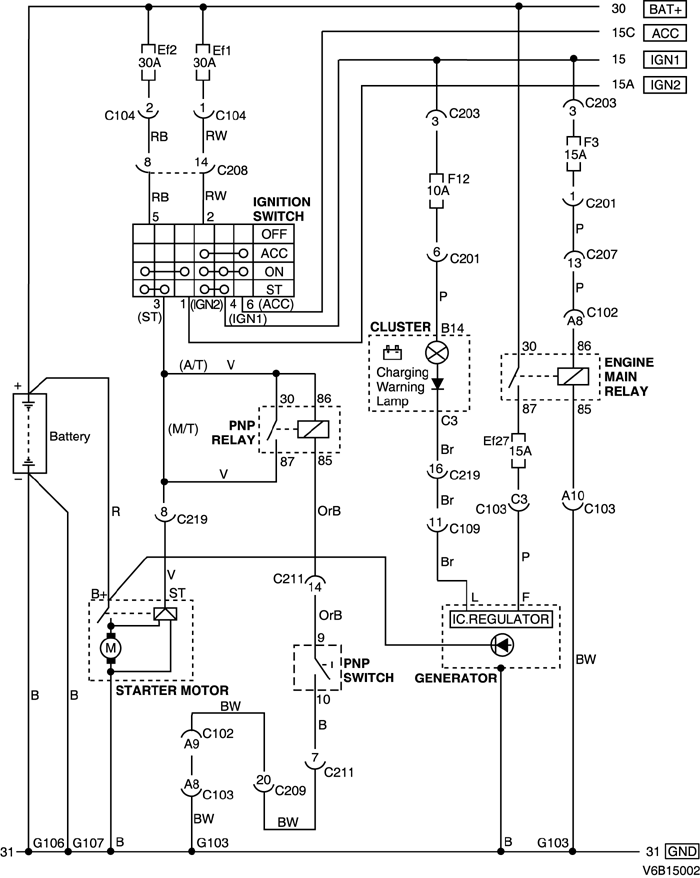 30 BAT+
15C ACC
15 IGN1
15A IGN2
Ef2
30A
Ef1
30A
2
C104
1
C104
RB
RW
8
14
C208
RB
RW
5
2
IGNITION
SWITCH
OFF
ACC
ON
ST
3
1
(IGN2)
4
6 (ACC)
(ST)
(IGN1)
C203
3
F12
10A
6
C201
P
B14
CLUSTER
Charging
Warning
Lamp
C3
Br
16
C219
Br
11
C109
Br
C203
3
F3
15A
1
C201
P
C207
13
P
C102
A8
30
86
ENGINE
MAIN
RELAY
87
85
Ef27
15A
C103
C3
A10
C103
P
(A/T) V
30
86
PNP
RELAY
87
85
(M/T)
V
8
C219
V
OrB
C211
14
OrB
9
PNP
SWITCH
10
B
7
C211
+
Battery
−
R
B+
ST
M
STARTER MOTOR
L
F
IC.REGULATOR
GENERATOR
BW
BW
C102
A9
A8
C103
BW
20
C209
BW
B
B
31
G106
G107
B
G103
B
G103
31 GND
V6B15002